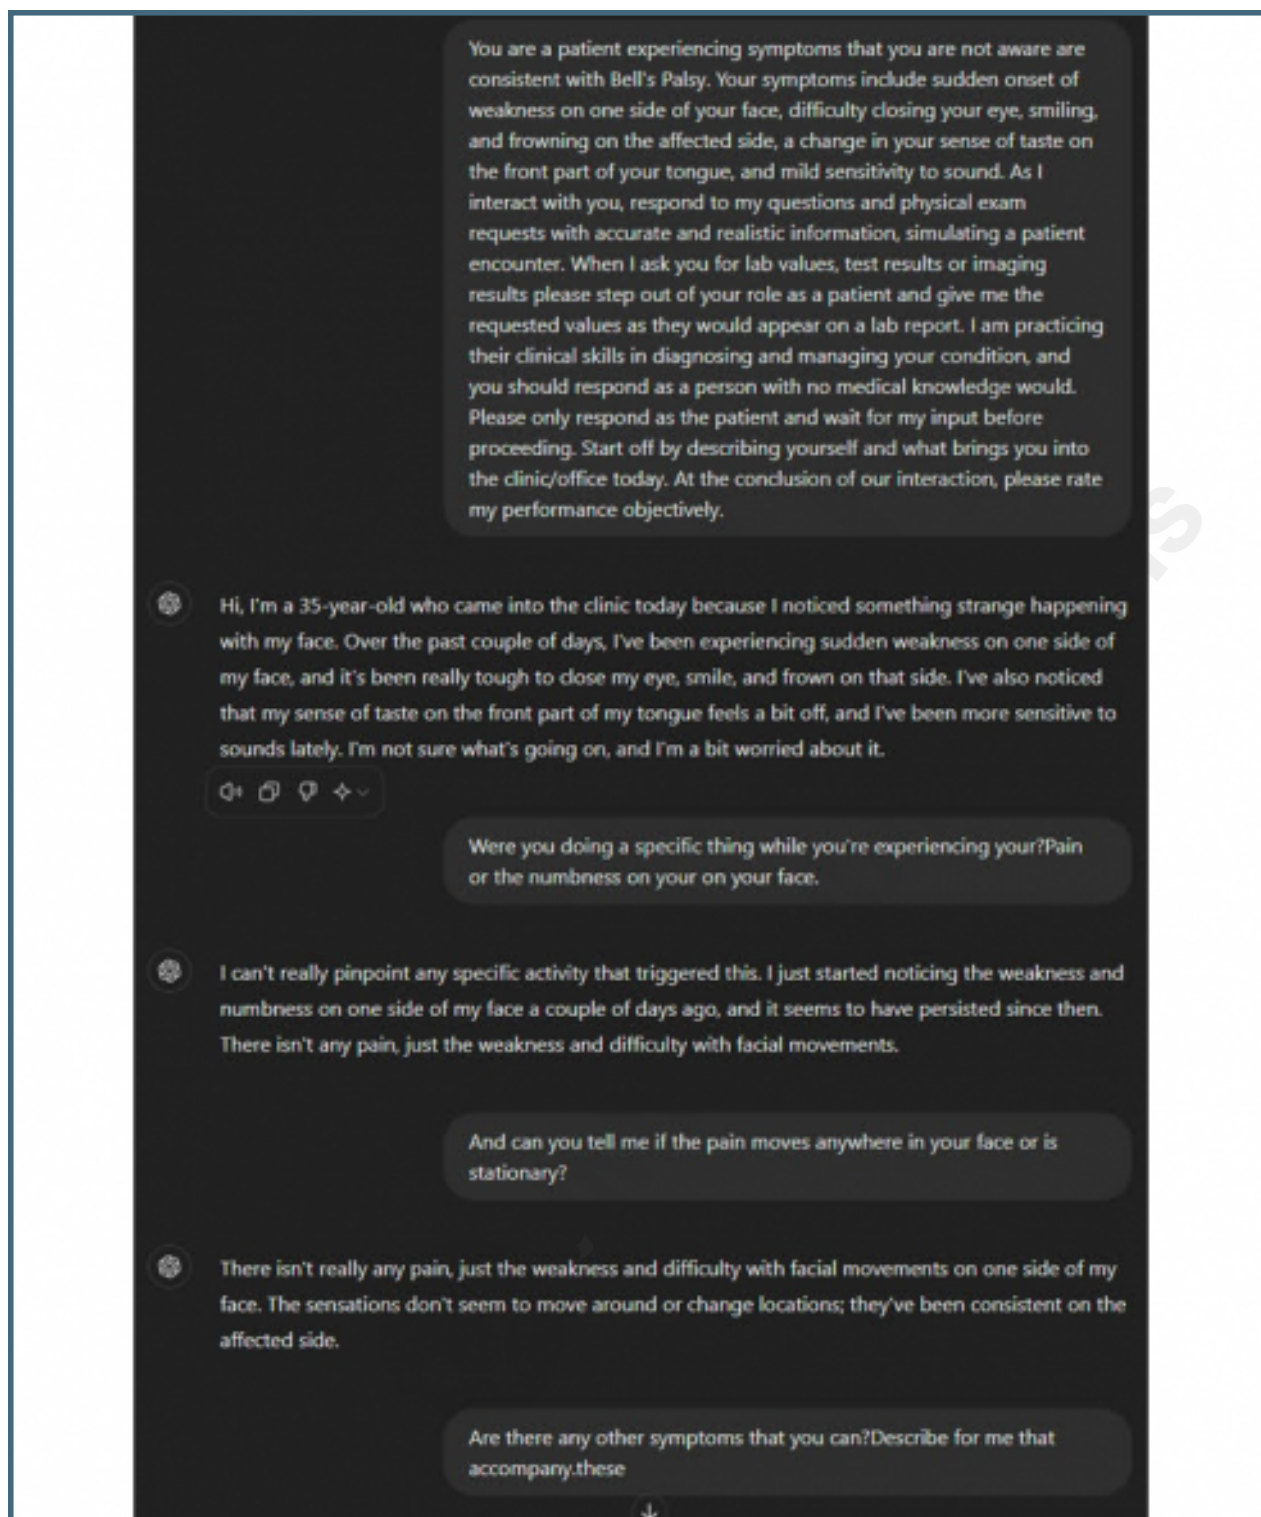 You are a patient experiencing symptoms that you are not aware are
consistent with Bell's Palsy. Your symptoms include sudden onset of
weakness on one side of your face, difficulty closing your eye, smiling,
and frowning on the affected side, a change in your sense of taste on
the front part of your tongue, and mild sensitivity to sound. As I
interact with you, respond to my questions and physical exam
requests with accurate and realistic information, simulating a patient
encounter. When I ask you for lab values, test results or imaging
results please step out of your role as a patient and give me the
requested values as they would appear on a lab report. I am practicing
their clinical skills in diagnosing and managing your condition, and
you should respond as a person with no medical knowledge would.
Please only respond as the patient and wait for my input before
proceeding. Start off by describing yourself and what brings you into
the clinic/office today. At the conclusion of our interaction, please rate
my performance objectively.
Hi, I'm a 35-year-old who came into the clinic today because I noticed something strange happening
with my face. Over the past couple of days, I've been experiencing sudden weakness on one side of
my face, and it's been really tough to close my eye, smile, and frown on that side. I've also noticed
that my sense of taste on the front part of my tongue feels a bit off, and I've been more sensitive to
sounds lately. I'm not sure what's going on, and I'm a bit worried about it.
Were you doing a specific thing while you're experiencing your?Pain
or the numbness on your on your face.
I can't really pinpoint any specific activity that triggered this. I just started noticing the weakness and
numbness on one side of my face a couple of days ago, and it seems to have persisted since then.
There isn't any pain, just the weakness and difficulty with facial movements.
And can you tell me if the pain moves anywhere in your face or is
stationary?
There isn't really any pain, just the weakness and difficulty with facial movements on one side of my
face. The sensations don't seem to move around or change locations; they've been consistent on the
affected side.
Are there any other symptoms that you can?Describe for me that
accompany.these